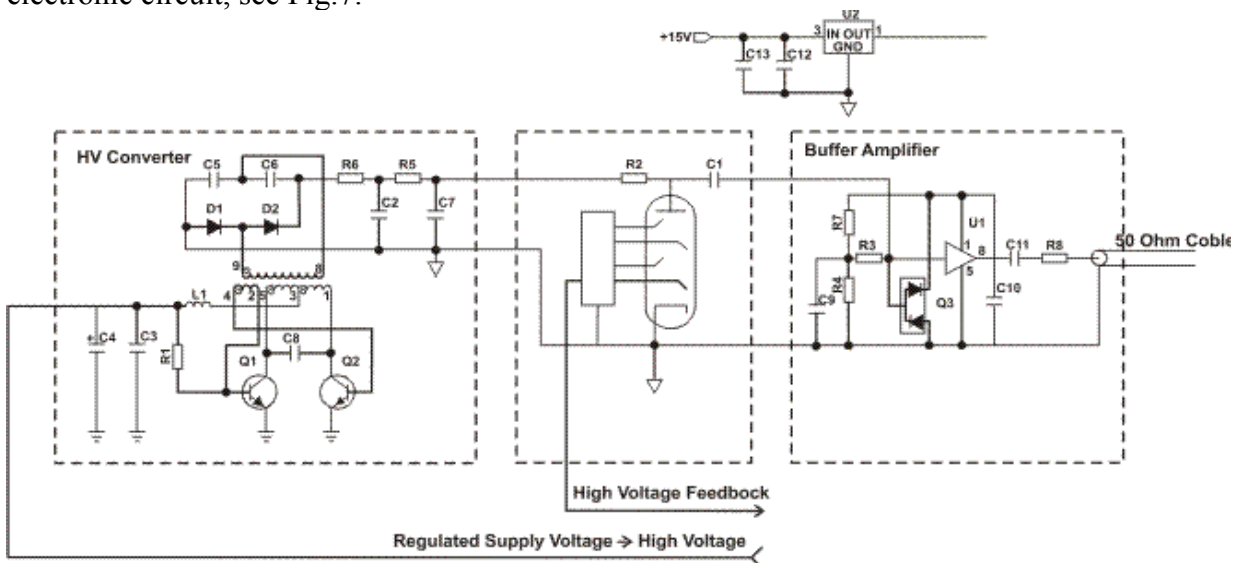 electronic circuit, see Fig.7.
U2
+15V 3 IN OUT 1
GND
C13 C12
HV Converter
Buffer Amplifier
C5 C6 R6 R5 R2 C1
D1 D2 C2 C7
R7 U1
R3 1 8 C11 R8 50 Ohm Coble
5
R4 C9 Q3 C10
9 8
L1 4 2 5 3 1
+ C4 C3 R1 C8
Q1 Q2
High Voltage Feedbock
Regulated Supply Voltage → High Voltage